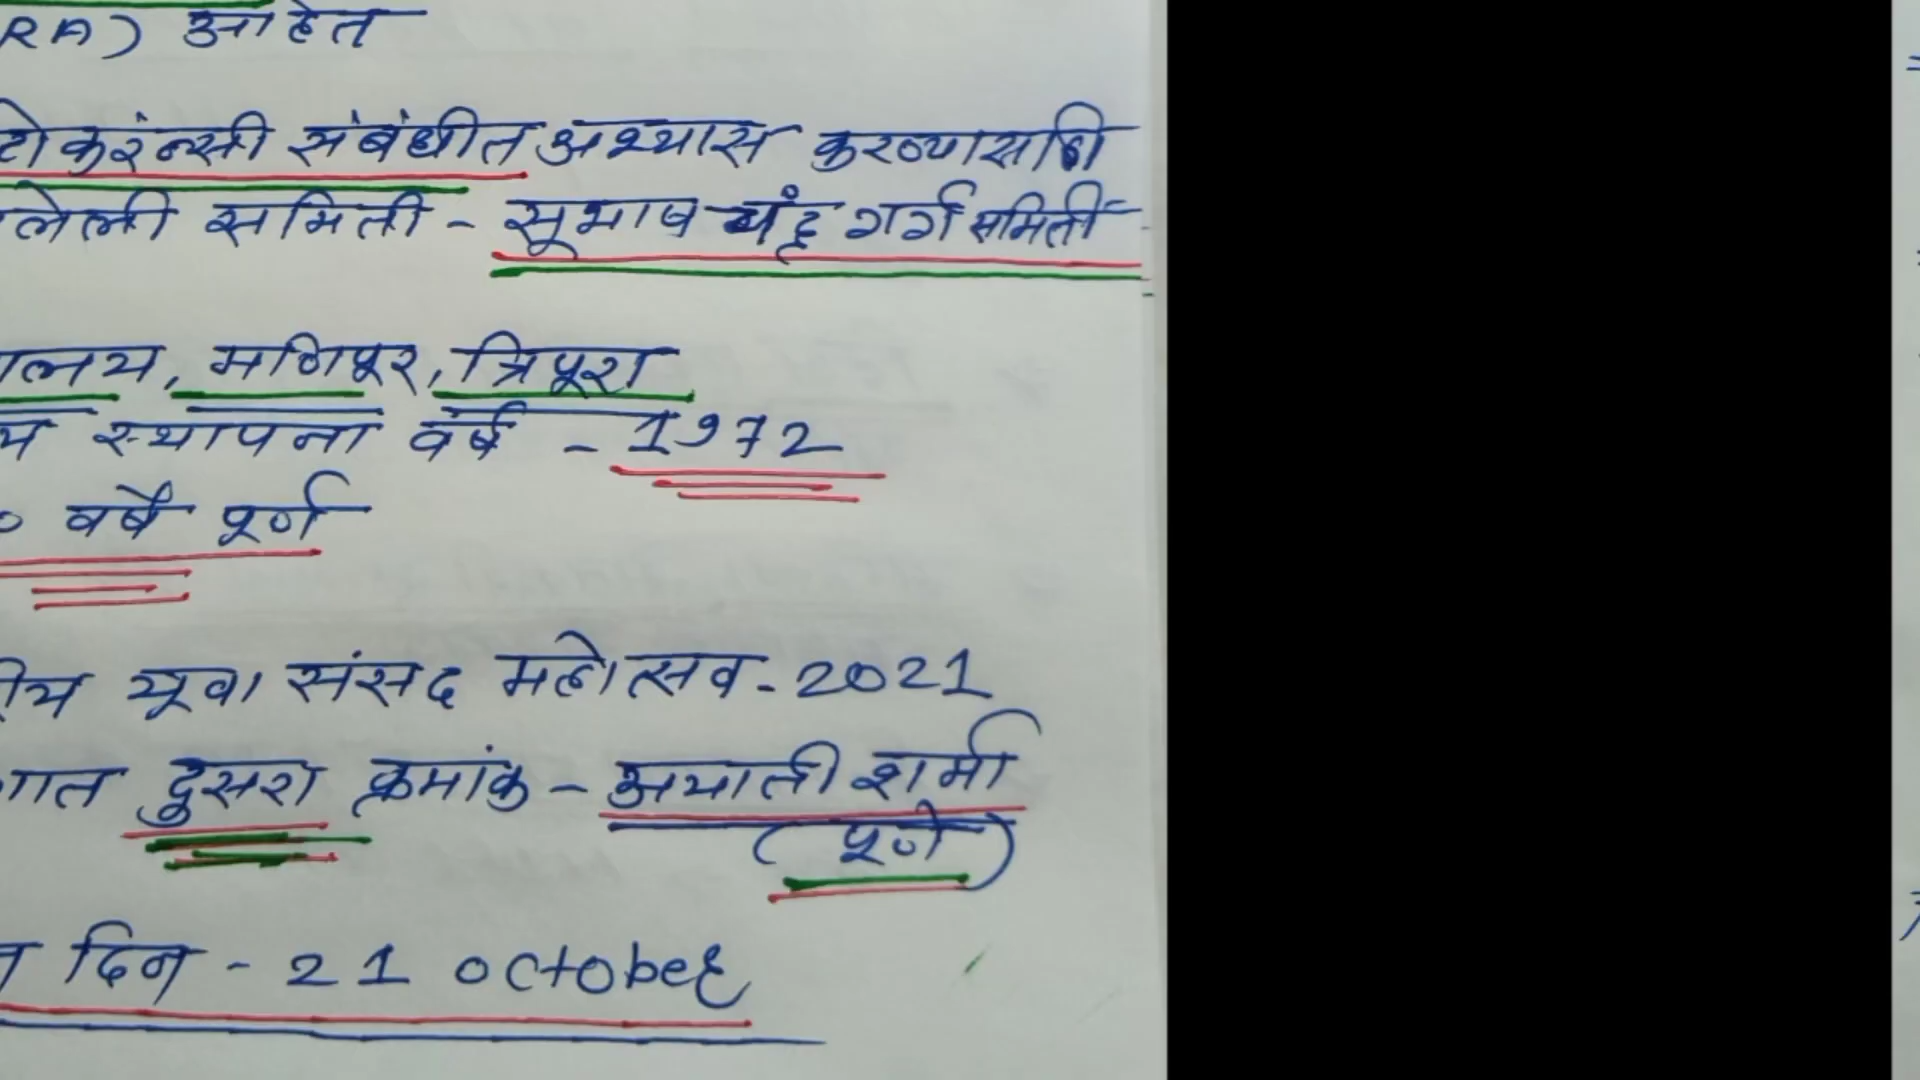 RA) आहेत
टोकरंन्सी संबंधीत अभ्यास करण्यासाठी
लेली समिती - सूभाष चंद्र गर्ग समिती
ालय, मणिपूर, त्रिपूरा
य स्थापना वर्ष - 1972
० वर्षे पूर्ण
ीय यूवा संसद महोत्सव - 2021
गात दुसरा क्रमांक - अयाती शर्मा
(पूणे)
न दिन - 21 october